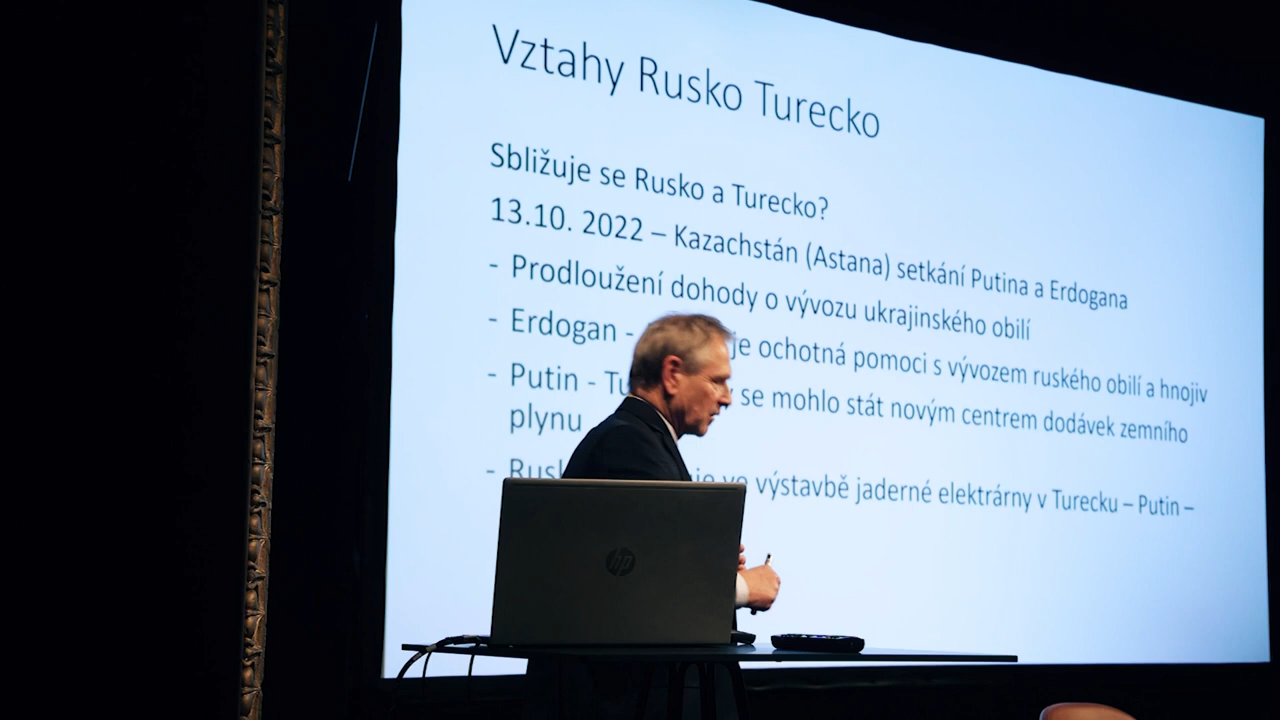 Vztahy Rusko Turecko
Sbližuje se Rusko a Turecko?
13.10. 2022 – Kazachstán (Astana) setkání Putina a Erdogana
- Prodloužení dohody o vývozu ukrajinského obilí
- Erdogan - je ochotná pomoci s vývozem ruského obilí a hnojiv
- Putin - se mohlo stát novým centrem dodávek zemního
plynu
- ve výstavbě jaderné elektrárny v Turecku – Putin –
hp